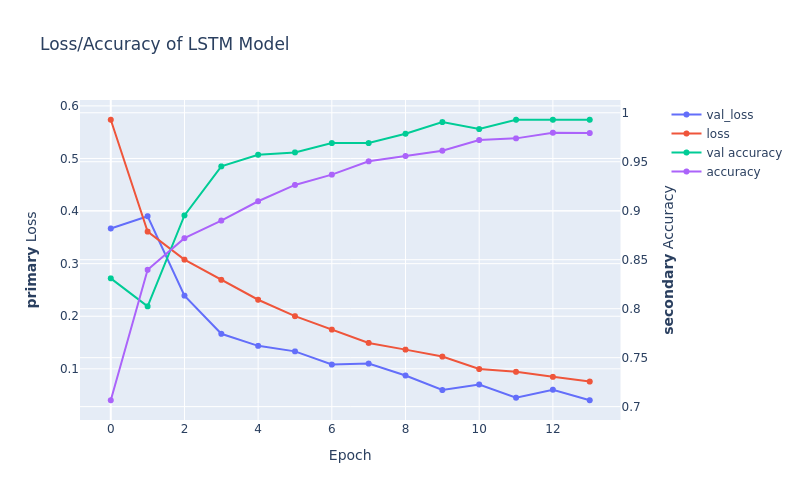 Loss/Accuracy of LSTM Model
0.6
0.5
0.4
0.3
0.2
0.1
primary Loss
0
2
4
6
8
10
12
Epoch
1
0.95
0.9
0.85
0.8
0.75
0.7
secondary Accuracy
val_loss
loss
val accuracy
accuracy